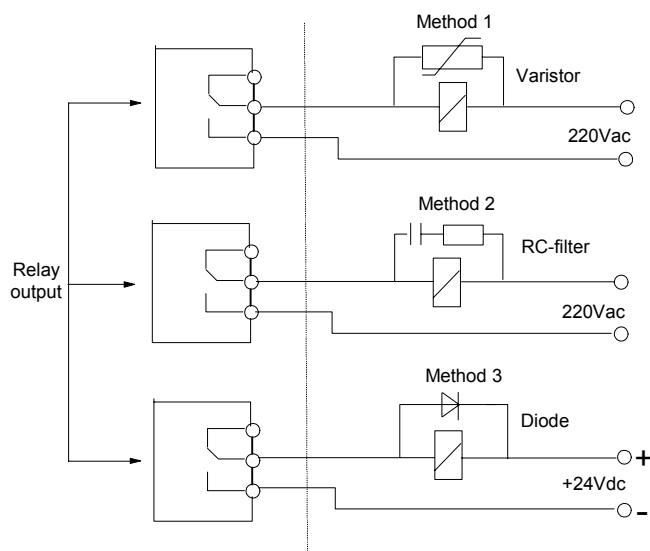 Method 1
Varistor
220Vac
Method 2
RC-filter
220Vac
Relay
output
Method 3
Diode
+
+24Vdc
-